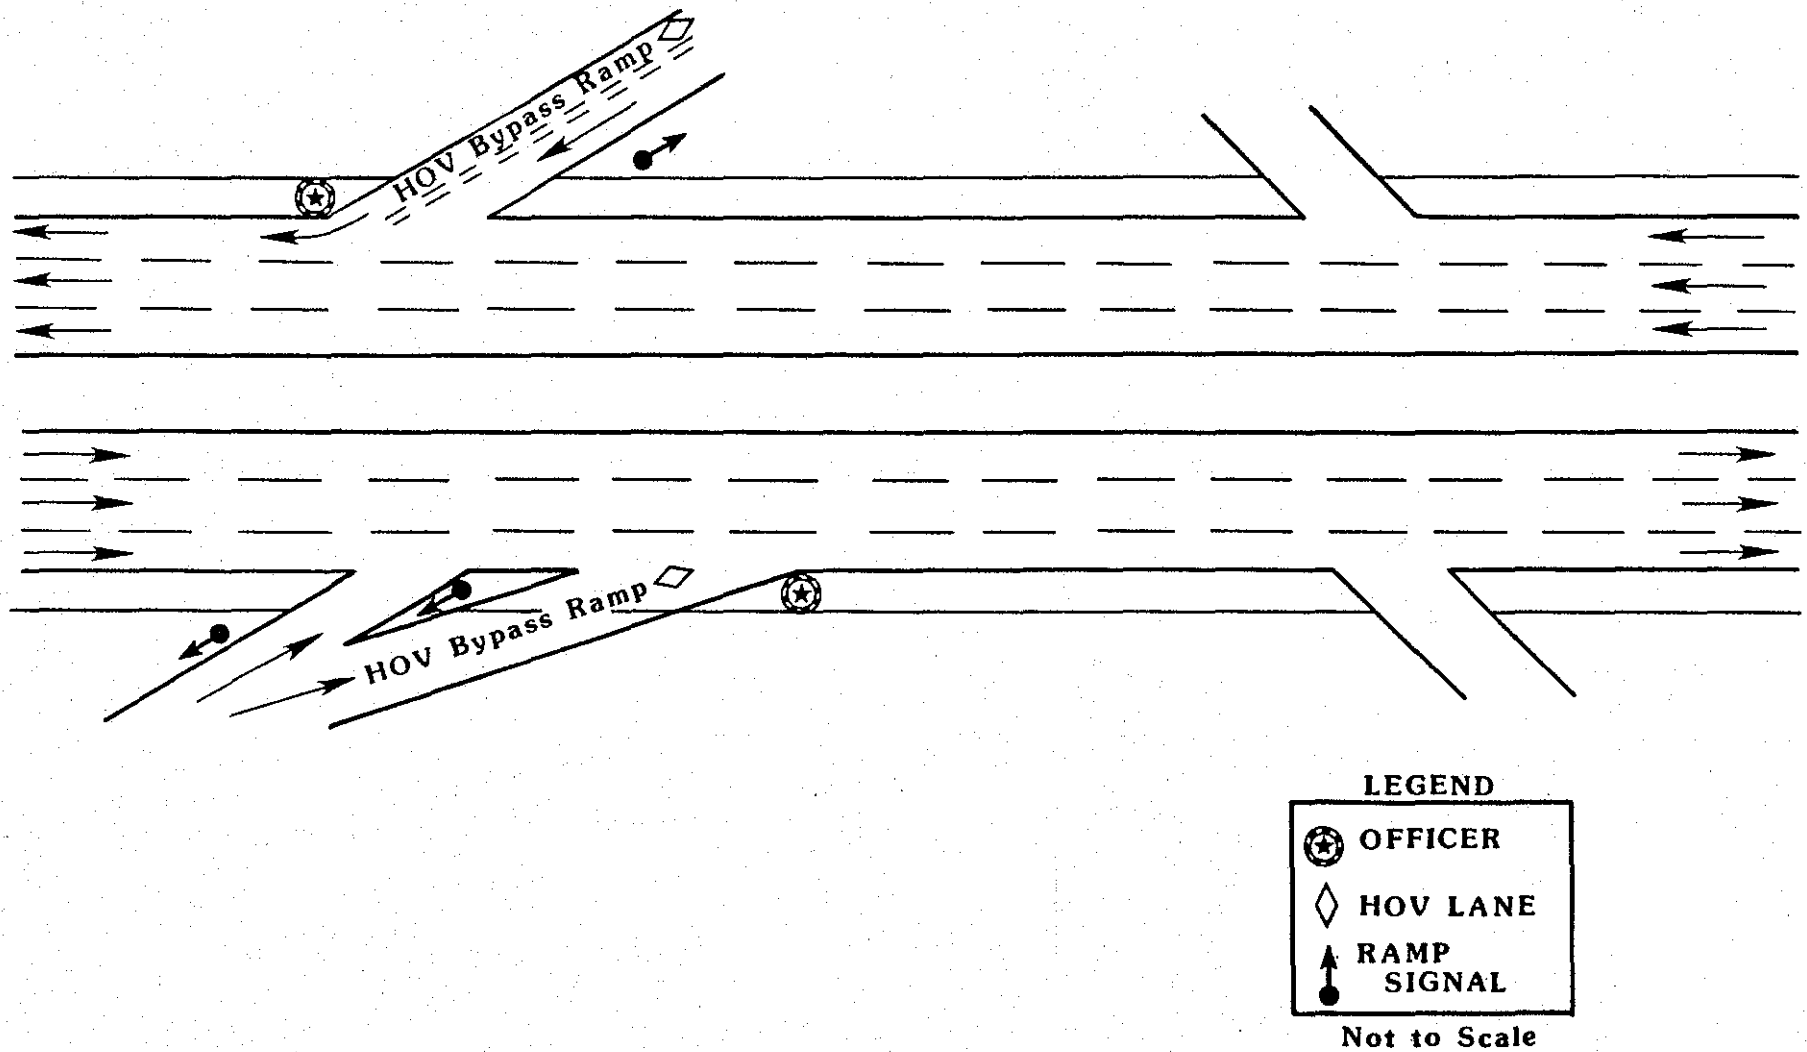 HOV Bypass Ramp
HOV Bypass Ramp
LEGEND
OFFICER
HOV LANE
RAMP
SIGNAL
Not to Scale